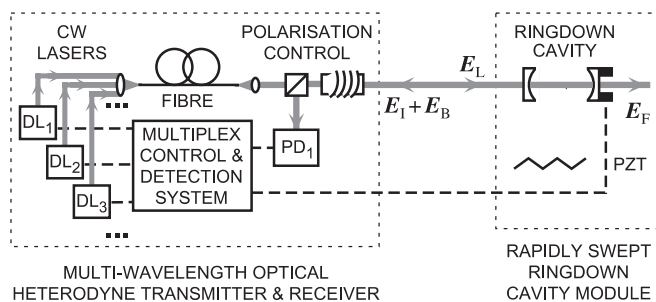 CW
LASERS
FIBRE
POLARISATION
CONTROL
RINGDOWN
CAVITY
E_L
E_I + E_B
E_F
DL_1
DL_2
DL_3
MULTIPLEX
CONTROL &
DETECTION
SYSTEM
PD_1
PZT
MULTI-WAVELENGTH OPTICAL
HETERODYNE TRANSMITTER & RECEIVER
RAPIDLY SWEPT
RINGDOWN
CAVITY MODULE